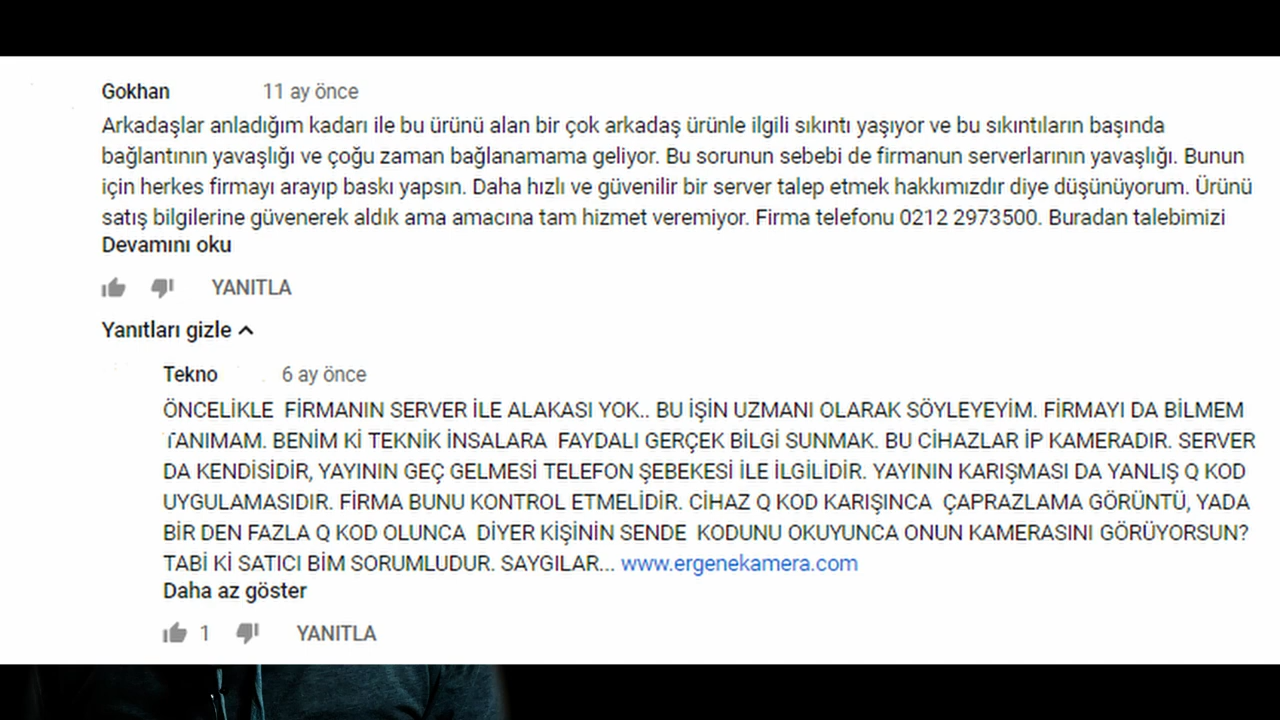 Gokhan 11 ay önce
Arkadaşlar anladığım kadarı ile bu ürünü alan bir çok arkadaş ürünle ilgili sıkıntı yaşıyor ve bu sıkıntıların başında
bağlantının yavaşlığı ve çoğu zaman bağlanamama geliyor. Bu sorunun sebebi de firmanun serverlarının yavaşlığı. Bunun
için herkes firmayı arayıp baskı yapsın. Daha hızlı ve güvenilir bir server talep etmek hakkımızdır diye düşünüyorum. Ürünü
satış bilgilerine güvenerek aldık ama amacına tam hizmet veremiyor. Firma telefonu 0212 2973500. Buradan talebimizi
Devamını oku
YANITLA
Yanıtları gizle
Tekno 6 ay önce
ÖNCELİKLE FİRMANIN SERVER İLE ALAKASI YOK.. BU İŞİN UZMANI OLARAK SÖYLEYEYİM. FİRMAYI DA BİLMEM
TANIMAM. BENİM Kİ TEKNİK İNSALARA FAYDALI GERÇEK BİLGİ SUNMAK. BU CİHAZLAR İP KAMERADIR. SERVER
DA KENDİSİDİR, YAYININ GEÇ GELMESİ TELEFON ŞEBEKESİ İLE İLGİLİDİR. YAYININ KARIŞMASI DA YANLIŞ Q KOD
UYGULAMASIDIR. FİRMA BUNU KONTROL ETMELİDİR. CİHAZ Q KOD KARIŞINCA ÇAPRAZLAMA GÖRÜNTÜ, YADA
BİR DEN FAZLA Q KOD OLUNCA DİYER KİŞİNİN SENDE KODUNU OKUYUNCA ONUN KAMERASINI GÖRÜYORSUN?
TABİ Kİ SATICI BİM SORUMLUDUR. SAYGILAR... www.ergenekamera.com
Daha az göster
1 YANITLA